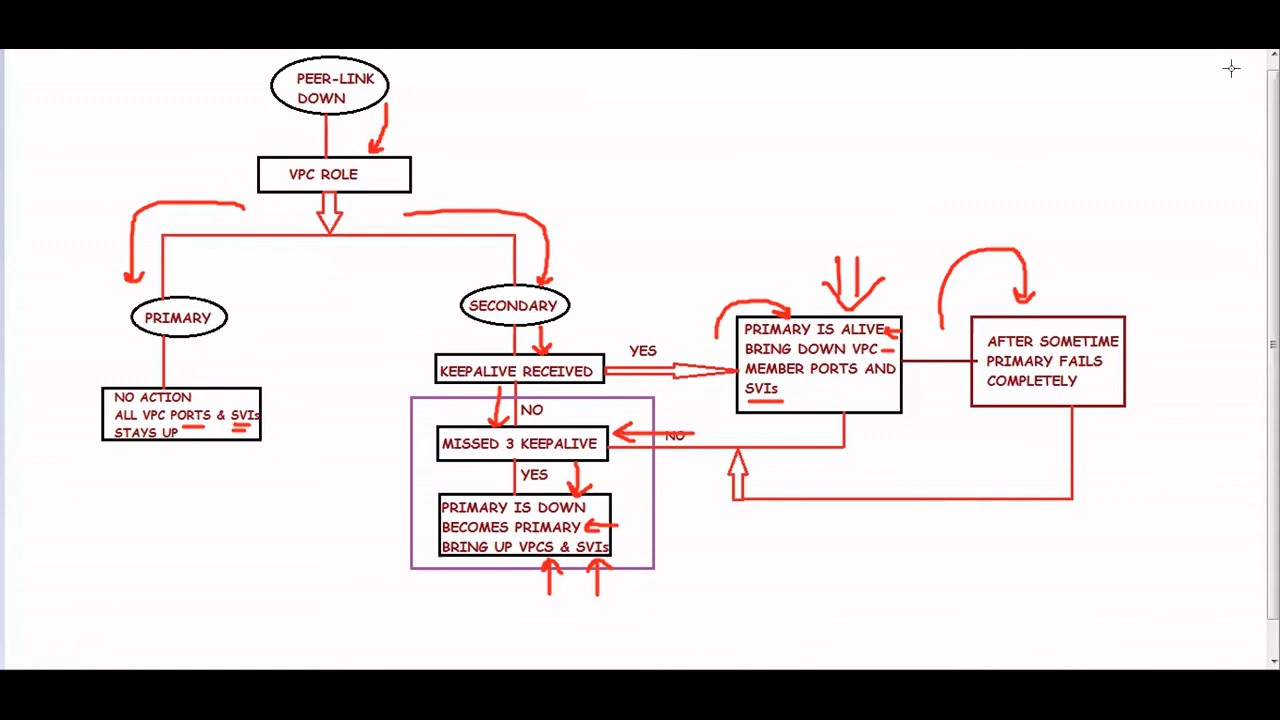 PEER-LINK
DOWN
VPC ROLE
PRIMARY
NO ACTION
ALL VPC PORTS & SVIs
STAYS UP
SECONDARY
KEEPALIVE RECEIVED
YES
NO
MISSED 3 KEEPALIVE
YES
PRIMARY IS DOWN
BECOMES PRIMARY
BRING UP VPCS & SVIs
PRIMARY IS ALIVE
BRING DOWN VPC
MEMBER PORTS AND
SVIs
NO
AFTER SOMETIME
PRIMARY FAILS
COMPLETELY